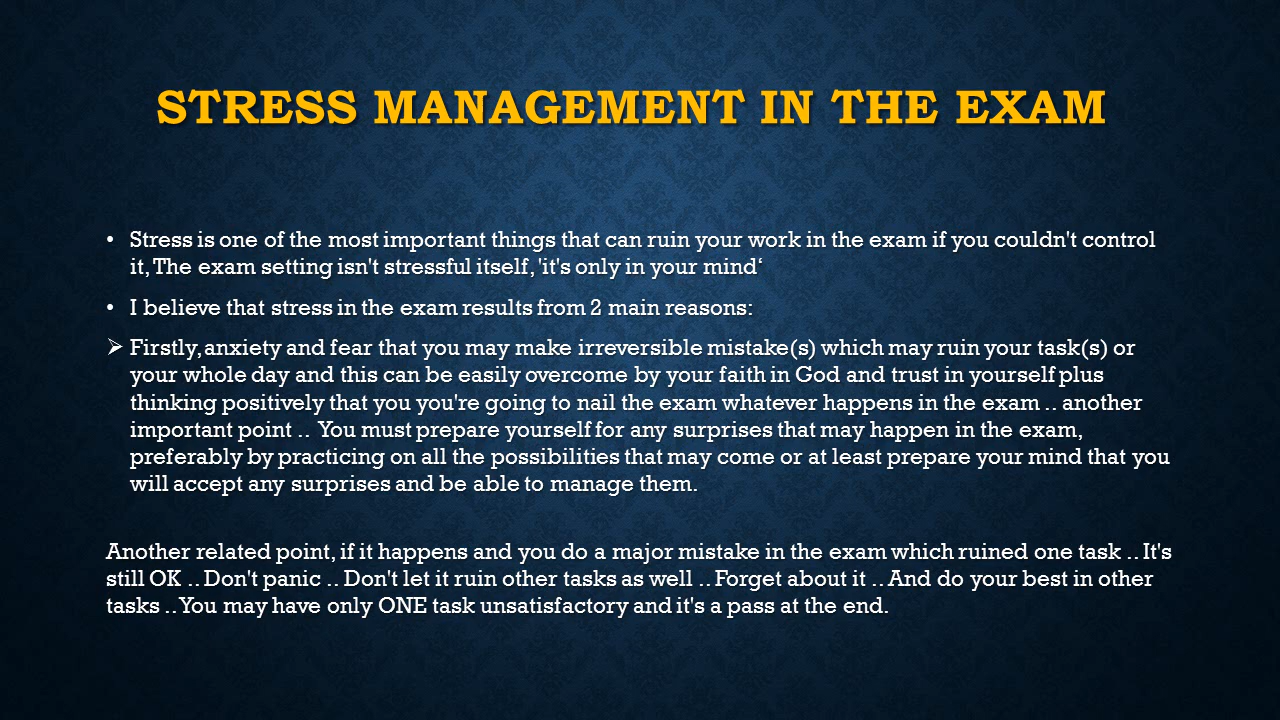 STRESS MANAGEMENT IN THE EXAM
• Stress is one of the most important things that can ruin your work in the exam if you couldn't control
it, The exam setting isn't stressful itself, 'it's only in your mind‘
• I believe that stress in the exam results from 2 main reasons:
➢ Firstly, anxiety and fear that you may make irreversible mistake(s) which may ruin your task(s) or
your whole day and this can be easily overcome by your faith in God and trust in yourself plus
thinking positively that you you're going to nail the exam whatever happens in the exam .. another
important point .. You must prepare yourself for any surprises that may happen in the exam,
preferably by practicing on all the possibilities that may come or at least prepare your mind that you
will accept any surprises and be able to manage them.
Another related point, if it happens and you do a major mistake in the exam which ruined one task .. It's
still OK .. Don't panic .. Don't let it ruin other tasks as well .. Forget about it .. And do your best in other
tasks .. You may have only ONE task unsatisfactory and it's a pass at the end.